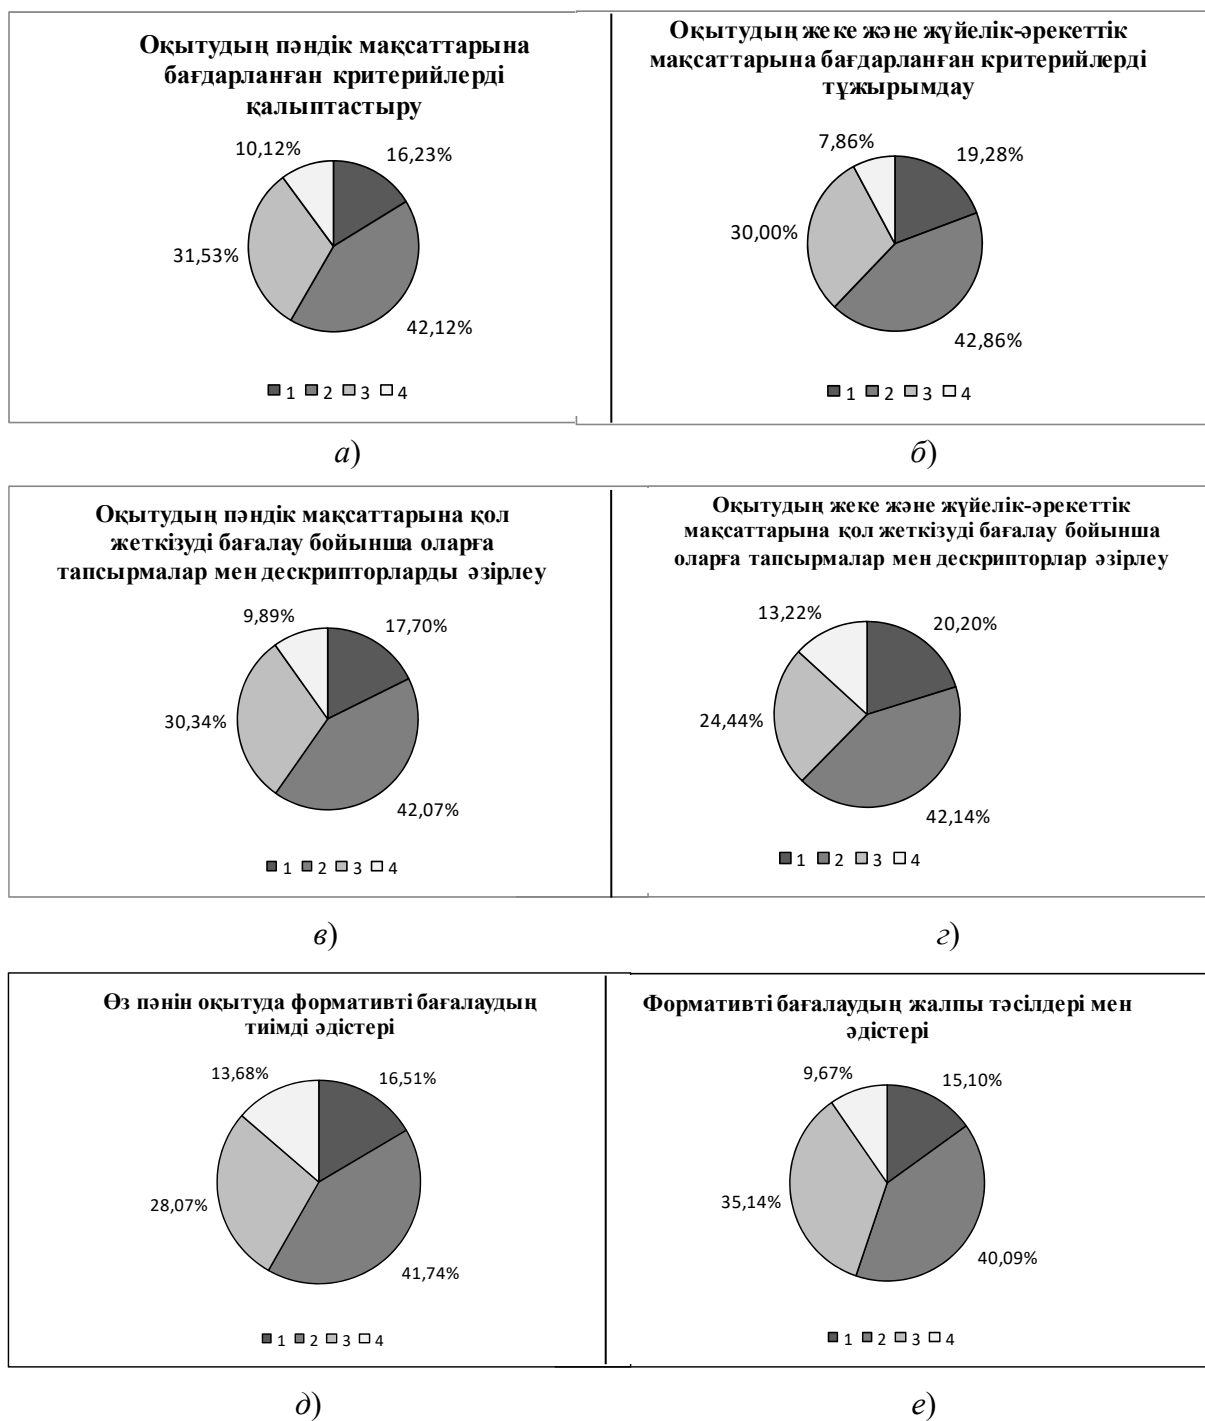 Оқытудың пәндік мақсаттарына
бағдарланған критерийлерді
қалыптастыру
10,12%
16,23%
31,53%
42,12%
1 2 3 4
а)
Оқытудың жеке және жүйелік-әрекеттік
мақсаттарына бағдарланған критерийлерді
тұжырымдау
7,86%
19,28%
30,00%
42,86%
1 2 3 4
б)
Оқытудың пәндік мақсаттарына қол
жеткізуді бағалау бойынша оларға
тапсырмалар мен дескрипторларды әзірлеу
9,89%
17,70%
30,34%
42,07%
1 2 3 4
в)
Оқытудың жеке және жүйелік-әрекеттік
мақсаттарына қол жеткізуді бағалау бойынша
оларға тапсырмалар мен дескрипторлар әзірлеу
13,22%
20,20%
24,44%
42,14%
1 2 3 4
г)
Өз пәнін оқытуда формативті бағалаудың
тиімді әдістері
13,68%
16,51%
28,07%
41,74%
1 2 3 4
д)
Формативті бағалаудың жалпы тәсілдері мен
әдістері
9,67%
15,10%
35,14%
40,09%
1 2 3 4
е)